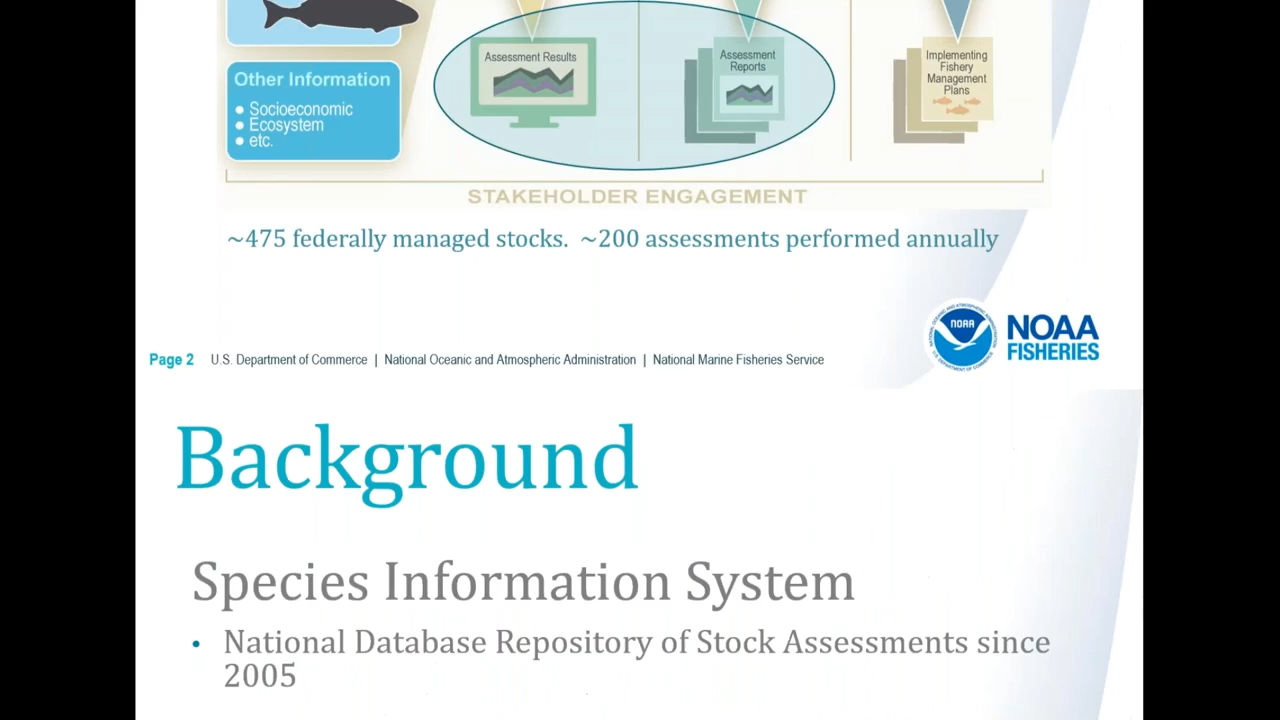 Other Information
• Socioeconomic
• Ecosystem
• etc.
Assessment Results
Assessment
Reports
Implementing
Fishery
Management
Plans
STAKEHOLDER ENGAGEMENT
~475 federally managed stocks.  ~200 assessments performed annually
NOAA
NOAA
FISHERIES
Page 2 U.S. Department of Commerce | National Oceanic and Atmospheric Administration | National Marine Fisheries Service
Background
Species Information System
• National Database Repository of Stock Assessments since
2005